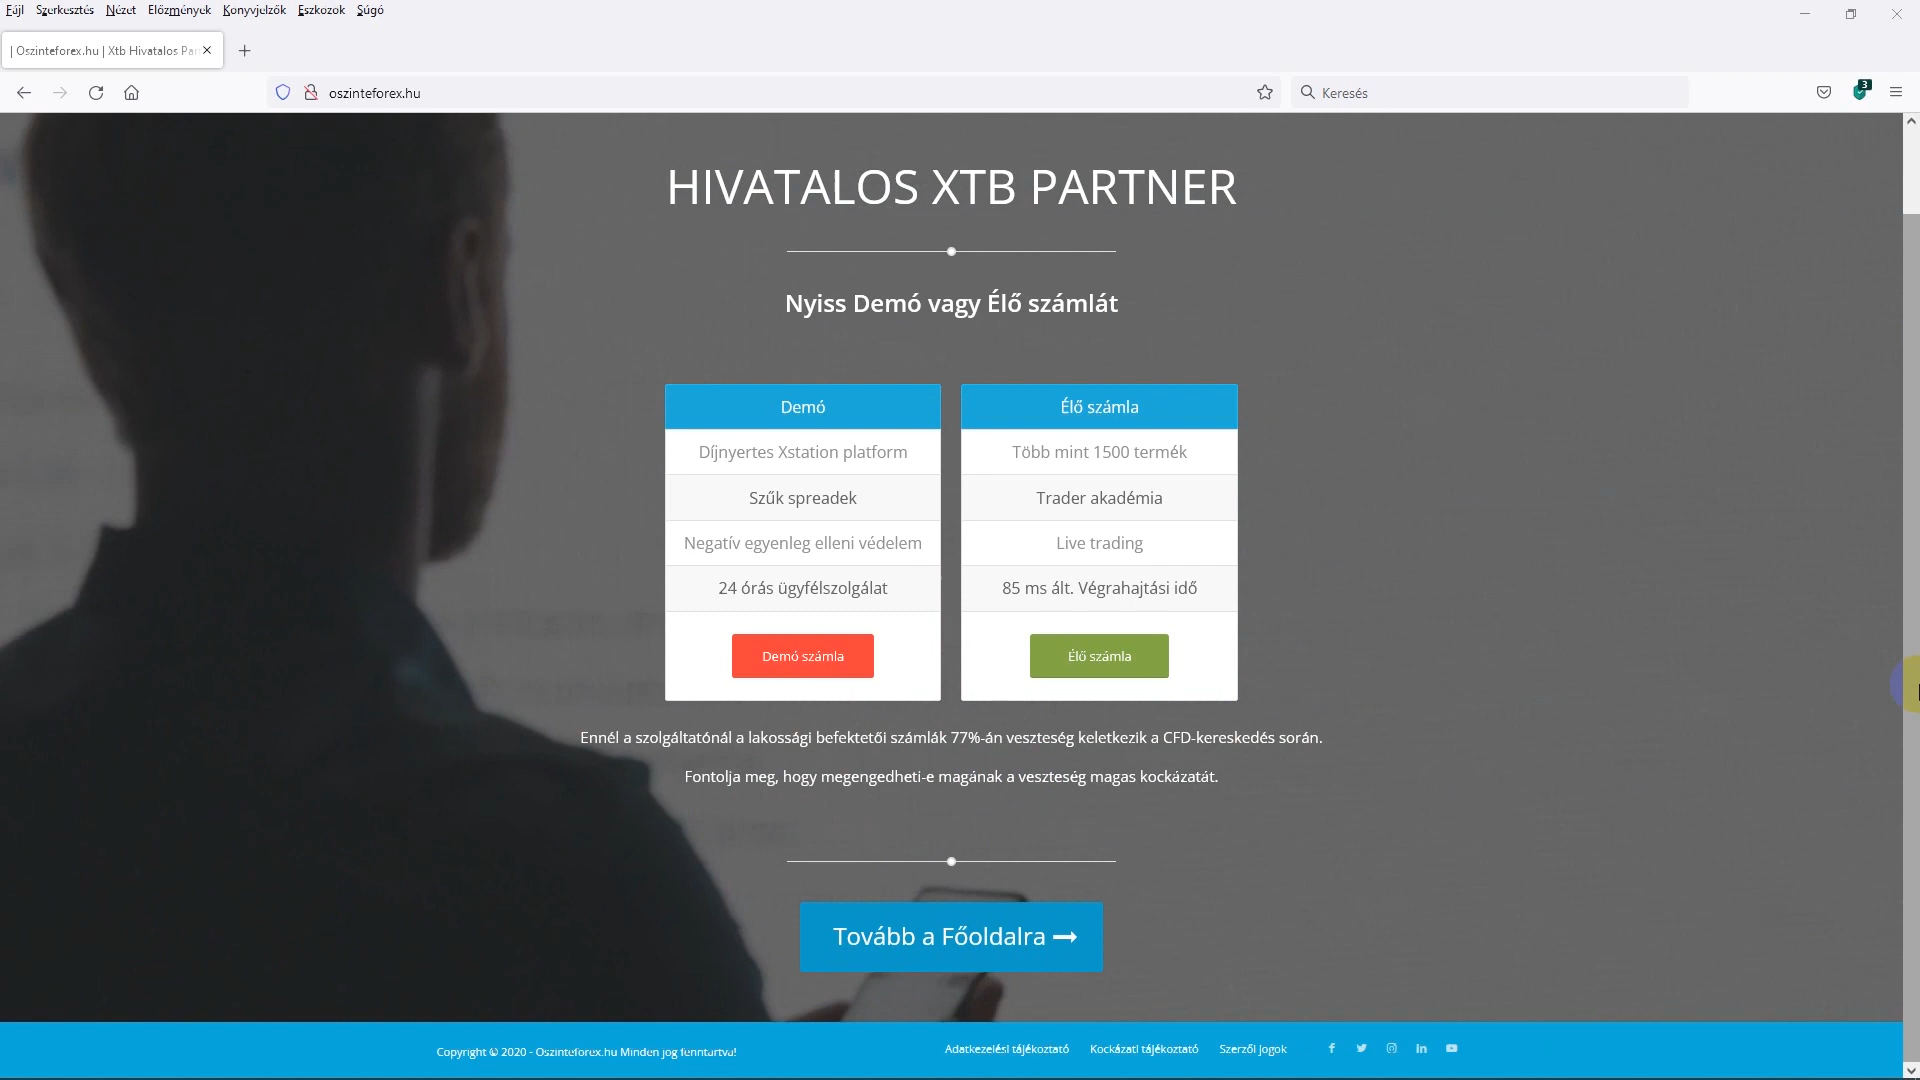 Fájl Szerkesztés Nézet Előzmények Könyvjelzők Eszközök Súgó
| Oszinteforex.hu | Xtb Hivatalos Par
oszinteforex.hu
Keresés
3
HIVATALOS XTB PARTNER
Nyiss Demó vagy Élő számlát
Demó
Díjnyertes Xstation platform
Szűk spreadek
Negatív egyenleg elleni védelem
24 órás ügyfélszolgálat
Demó számla
Élő számla
Több mint 1500 termék
Trader akadémia
Live trading
85 ms ált. Végrahajtási idő
Élő számla
Ennél a szolgáltatónál a lakossági befektetői számlák 77%-án veszteség keletkezik a CFD-kereskedés során.
Fontolja meg, hogy megengedheti-e magának a veszteség magas kockázatát.
Tovább a Főoldalra
Copyright © 2020 - Oszinteforex.hu Minden jog fenntartva!
Adatkezelési tájékoztató Kockázati tájékoztató Szerzői Jogok